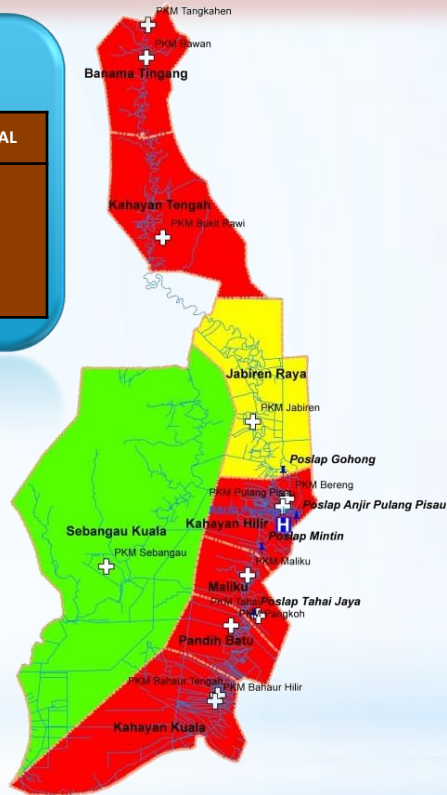 PKM Tangkahen
PKM Bawan
Banama Tingang
AL
Kahayan Tengah
PKM Bukit Rawi
Jabiren Raya
PKM Jabiren
Poslap Gohong
PKM Bereng
PKM Pulang Pisau
Poslap Anjir Pulang Pisau
Kahayan Hilir
H
Poslap Mintin
Sebangau Kuala
PKM Sebangau
PKM Maliku
Maliku
PKM Tahai
Poslap Tahai Jaya
PKM Pangkoh
Pandih Batu
PKM Bahaur Tengah
PKM Bahaur Hilir
Kahayan Kuala